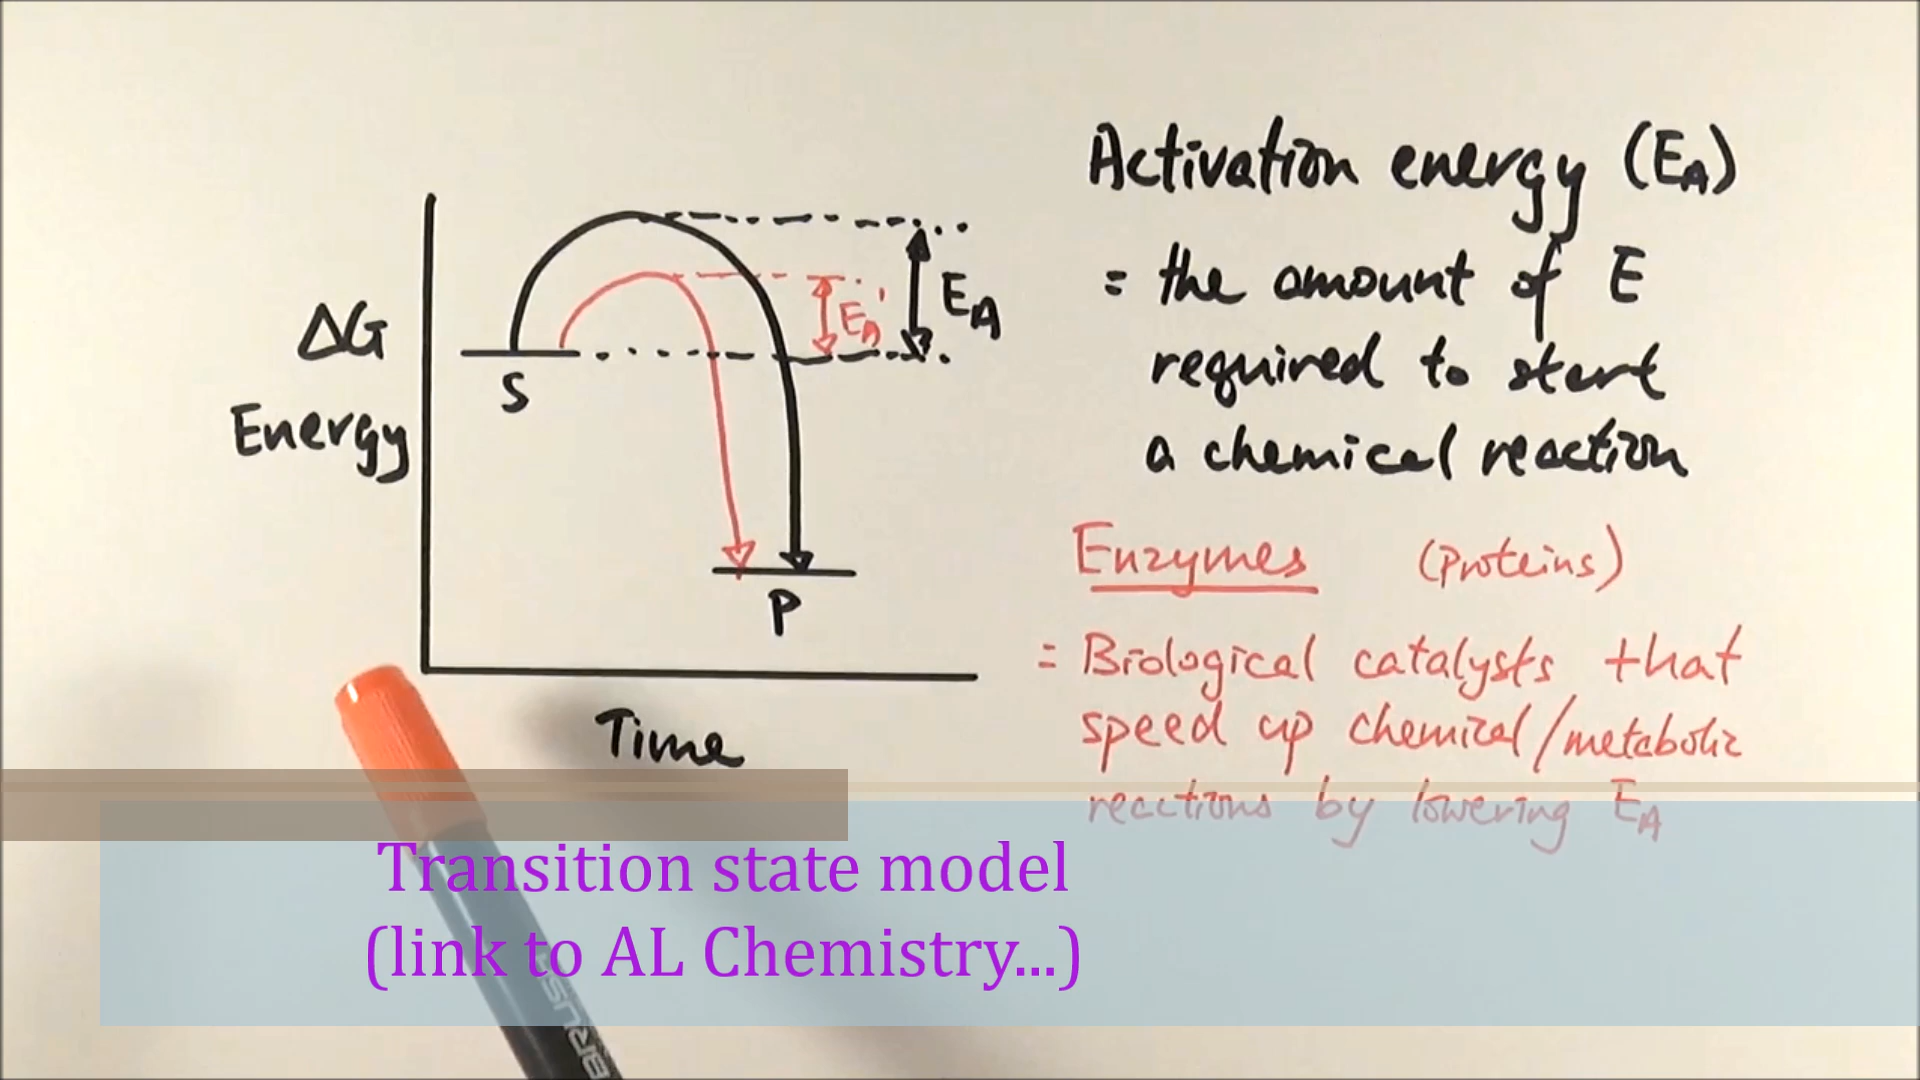 Activation energy (EA)
= the amount of E
required to start
a chemical reaction
Enzymes (proteins)
= Biological catalysts that
speed up chemical/metabolic
reactions by lowering EA
ΔG
Energy
S
EA'
EA
P
Time
Transition state model
(link to AL Chemistry...)
BRUS